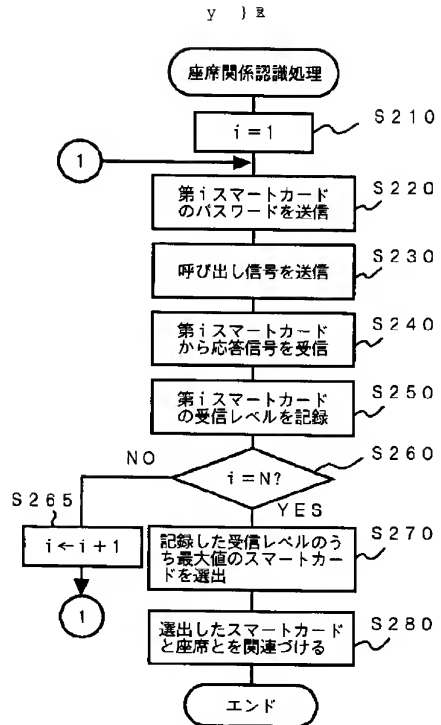 座席関係認識処理
i=1
S210
1
第iスマートカード
のパスワードを送信
S220
呼び出し信号を送信
S230
第iスマートカード
から応答信号を受信
S240
第iスマートカード
の受信レベルを記録
S250
i=N?
S260
NO
YES
S265
i←i+1
1
記録した受信レベルのう
ち最大値のスマートカー
ドを選出
S270
選出したスマートカード
と座席とを関連づける
S280
エンド